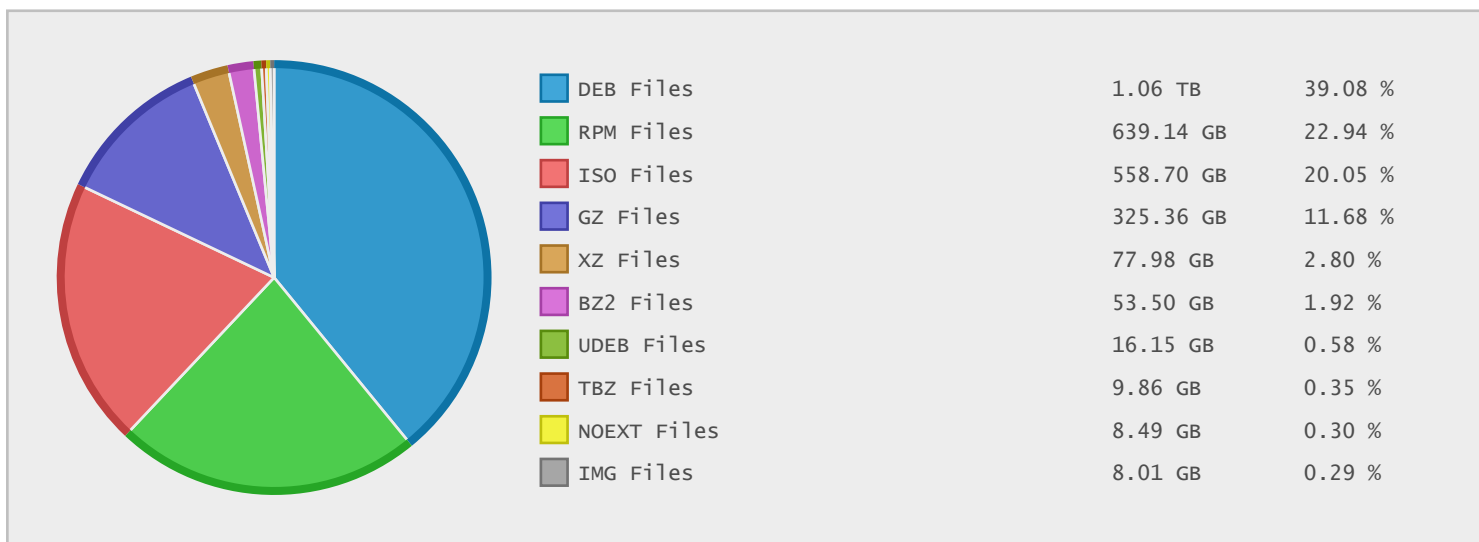 DEB Files 1.06 TB 39.08 %
RPM Files 639.14 GB 22.94 %
ISO Files 558.70 GB 20.05 %
GZ Files 325.36 GB 11.68 %
XZ Files 77.98 GB 2.80 %
BZ2 Files 53.50 GB 1.92 %
UDEB Files 16.15 GB 0.58 %
TBZ Files 9.86 GB 0.35 %
NOEXT Files 8.49 GB 0.30 %
IMG Files 8.01 GB 0.29 %